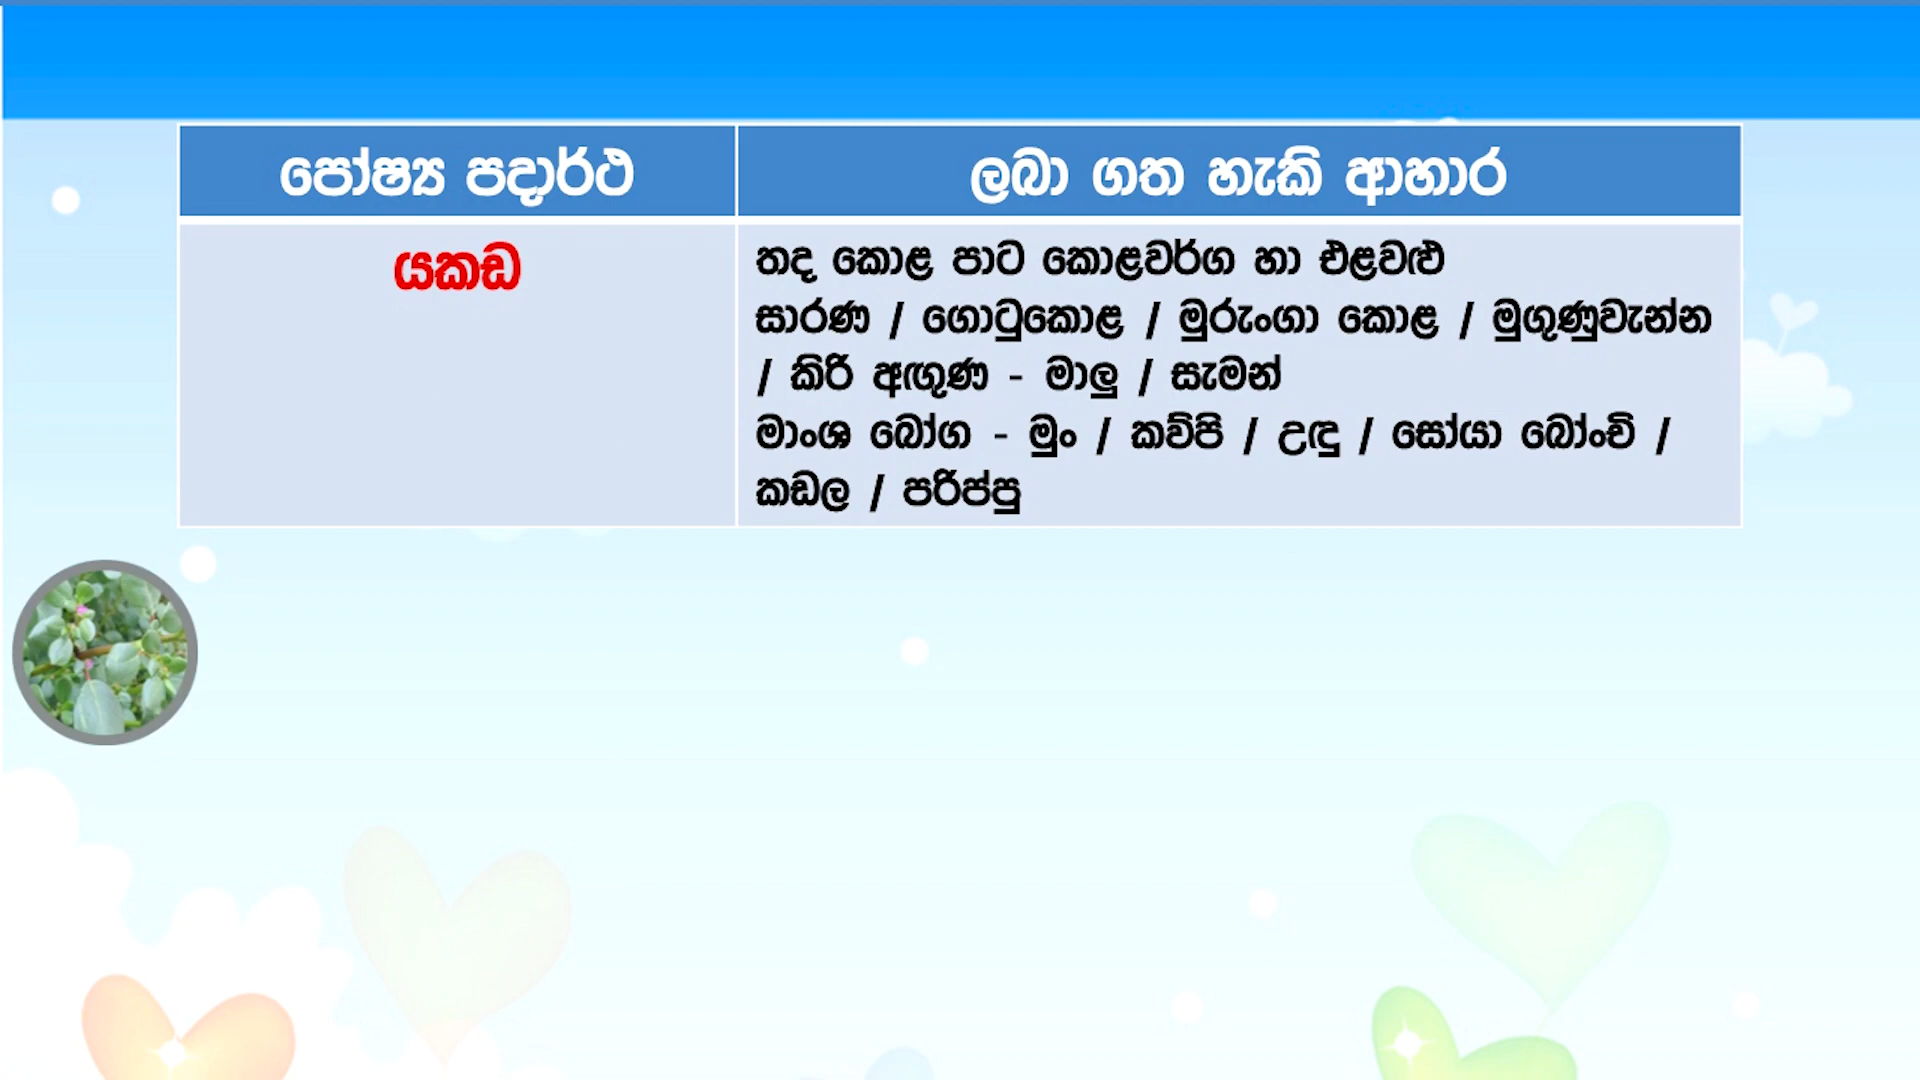 පෝෂ්‍ය පදාර්ථ
ලබා ගත හැකි ආහාර
යකඩ
තද කොළ පාට කොළවර්ග හා එළවළු
සාරණ / ගොටුකොළ / මුරුංගා කොළ / මුගුණුවැන්න
/ කිරි අඟුණ - මාලු / සැමන්
මාංශ බෝග - මුං / කව්පි / උඳු / සෝයා බෝංචි /
කඩල / පරිප්පු